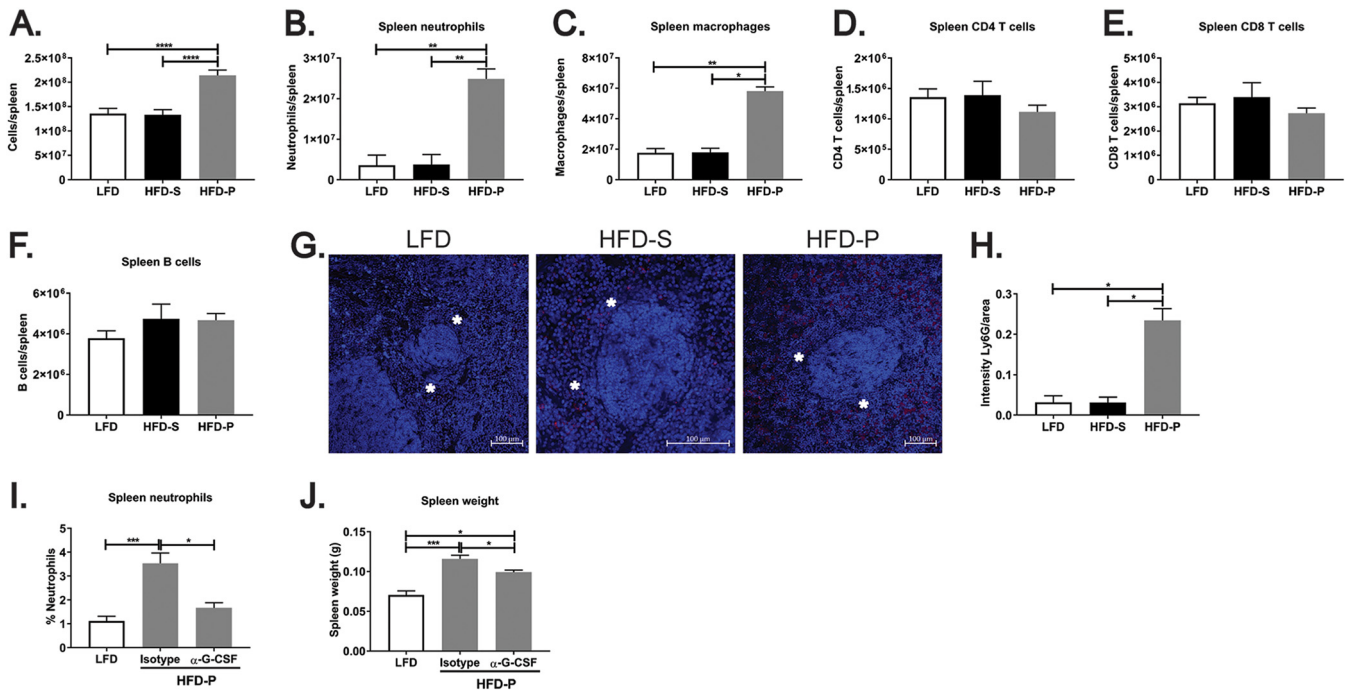 A.
****
****
Cells/spleen
2.5×10⁸
2×10⁸
1.5×10⁸
1×10⁸
5×10⁷
0
LFD HFD-S HFD-P
B.
Spleen neutrophils
**
**
Neutrophils/spleen
3×10⁷
2×10⁷
1×10⁷
0
LFD HFD-S HFD-P
C.
Spleen macrophages
**
*
Macrophages/spleen
8×10⁷
6×10⁷
4×10⁷
2×10⁷
0
LFD HFD-S HFD-P
D.
Spleen CD4 T cells
CD4 T cells/spleen
2×10⁶
1.5×10⁶
1×10⁶
5×10⁵
0
LFD HFD-S HFD-P
E.
Spleen CD8 T cells
CD8 T cells/spleen
5×10⁶
4×10⁶
3×10⁶
2×10⁶
1×10⁶
0
LFD HFD-S HFD-P
F.
Spleen B cells
B cells/spleen
6×10⁶
4×10⁶
2×10⁶
0
LFD HFD-S HFD-P
G.
LFD HFD-S HFD-P
* * *
* * *
100 µm 100 µm 100 µm
H.
*
*
Intensity Ly6G/area
0.3
0.2
0.1
0.0
LFD HFD-S HFD-P
I.
Spleen neutrophils
*** *
% Neutrophils
5
4
3
2
1
0
LFD Isotype α-G-CSF
HFD-P
J.
Spleen weight
*
*** *
Spleen weight (g)
0.15
0.10
0.05
0.00
LFD Isotype α-G-CSF
HFD-P